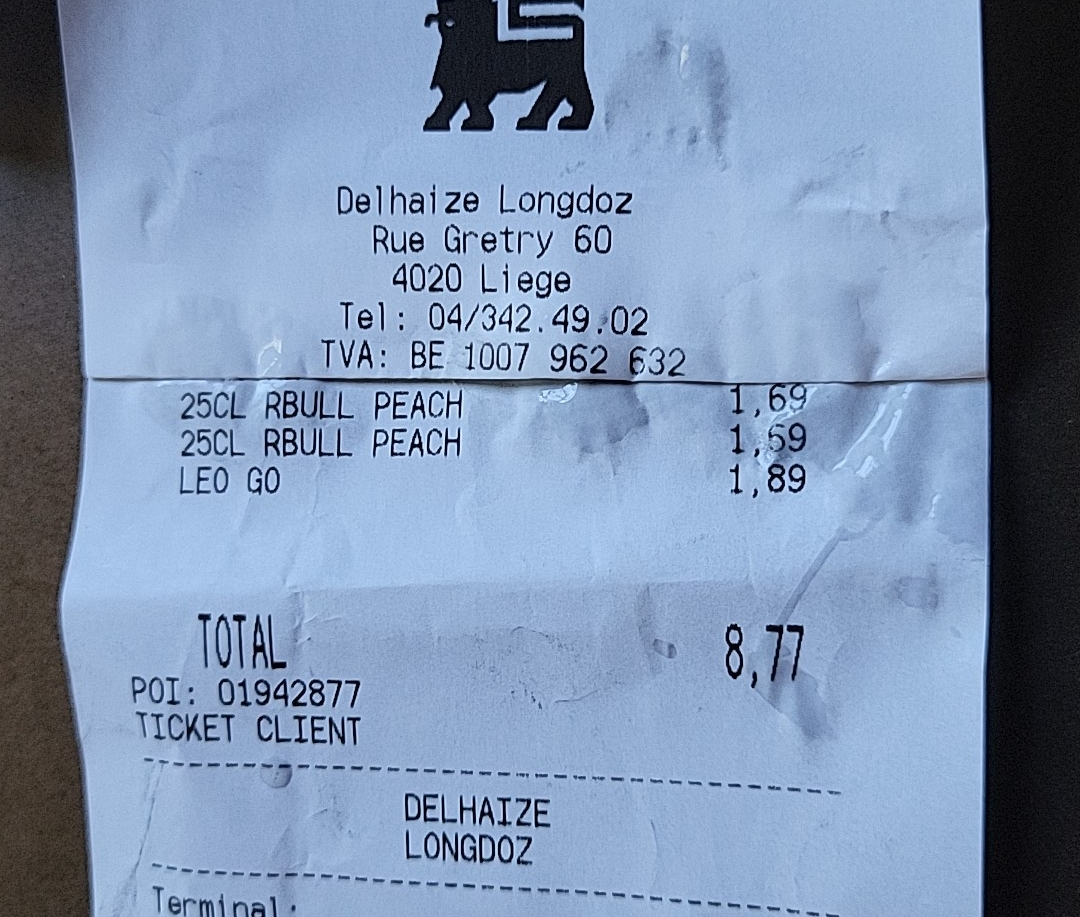 Delhaize Longdoz
Rue Gretry 60
4020 Liege
Tel: 04/342.49.02
TVA: BE 1007 962 632
25CL RBULL PEACH 1,69
25CL RBULL PEACH 1,69
LEO GO 1,89
TOTAL 8,77
POI: 01942877
TICKET CLIENT
DELHAIZE
LONGDOZ
Terminal: